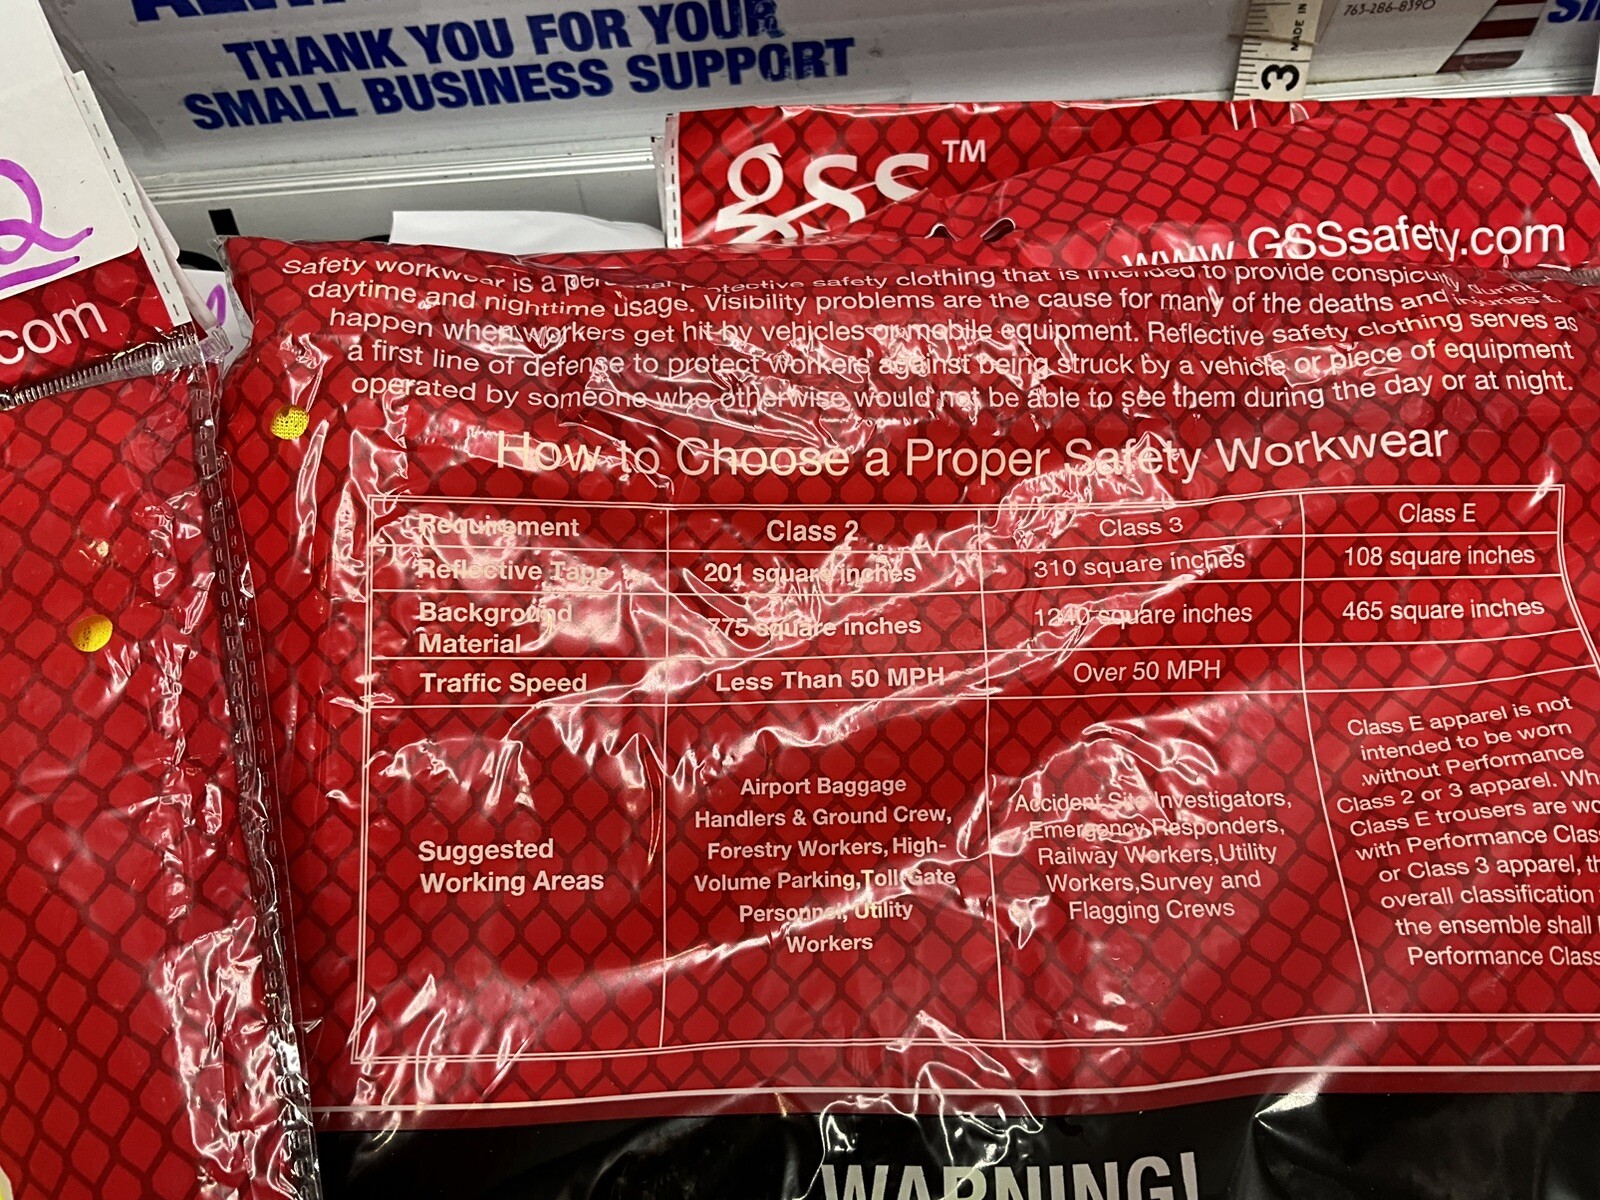 THANK YOU FOR YOUR
SMALL BUSINESS SUPPORT
763-286-8390
3
MADE IN
gss™
www.GSSsafety.com
.com
Safety workwear is a personal protective safety clothing that is intended to provide conspicuity during
daytime and nighttime usage. Visibility problems are the cause for many of the deaths and injuries t
happen when workers get hit by vehicles or mobile equipment. Reflective safety clothing serves as
a first line of defense to protect workers against being struck by a vehicle or piece of equipment
operated by someone who otherwise would not be able to see them during the day or at night.
How to Choose a Proper Safety Workwear
Requirement Class 2 Class 3 Class E
Reflective Tape 201 square inches 310 square inches 108 square inches
Background
Material 775 square inches 1240 square inches 465 square inches
Traffic Speed Less Than 50 MPH Over 50 MPH
Suggested
Working Areas
Airport Baggage
Handlers & Ground Crew,
Forestry Workers, High-
Volume Parking, Toll Gate
Personnel, Utility
Workers
Accident Site Investigators,
Emergency Responders,
Railway Workers,Utility
Workers,Survey and
Flagging Crews
Class E apparel is not
intended to be worn
without Performance
Class 2 or 3 apparel. Wh
Class E trousers are wo
with Performance Clas
or Class 3 apparel, th
overall classification
the ensemble shall
Performance Class
WARNING!